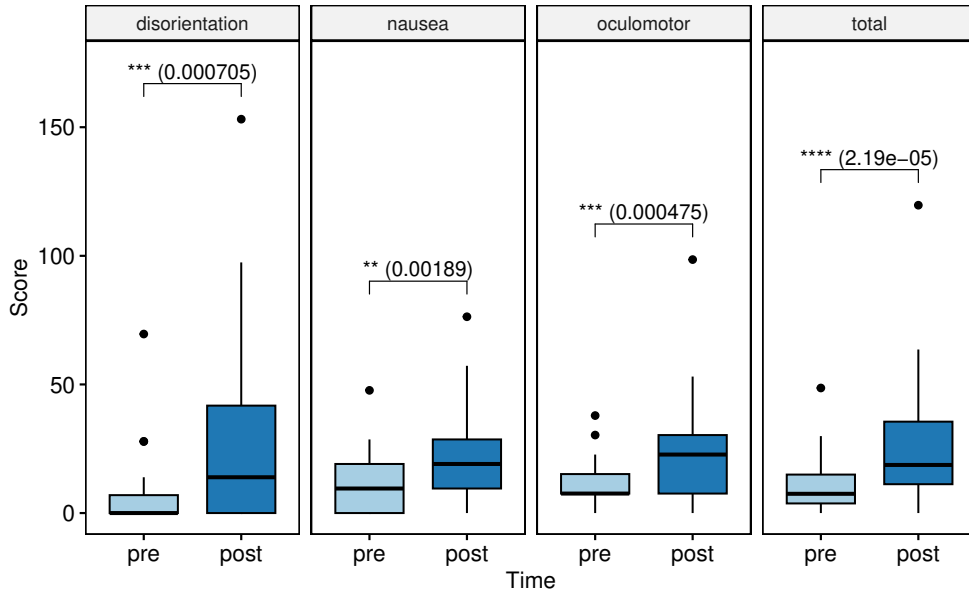 disorientation
nausea
oculomotor
total
*** (0.000705)
** (0.00189)
*** (0.000475)
**** (2.19e−05)
Score
150
100
50
0
pre post
pre post
pre post
pre post
Time